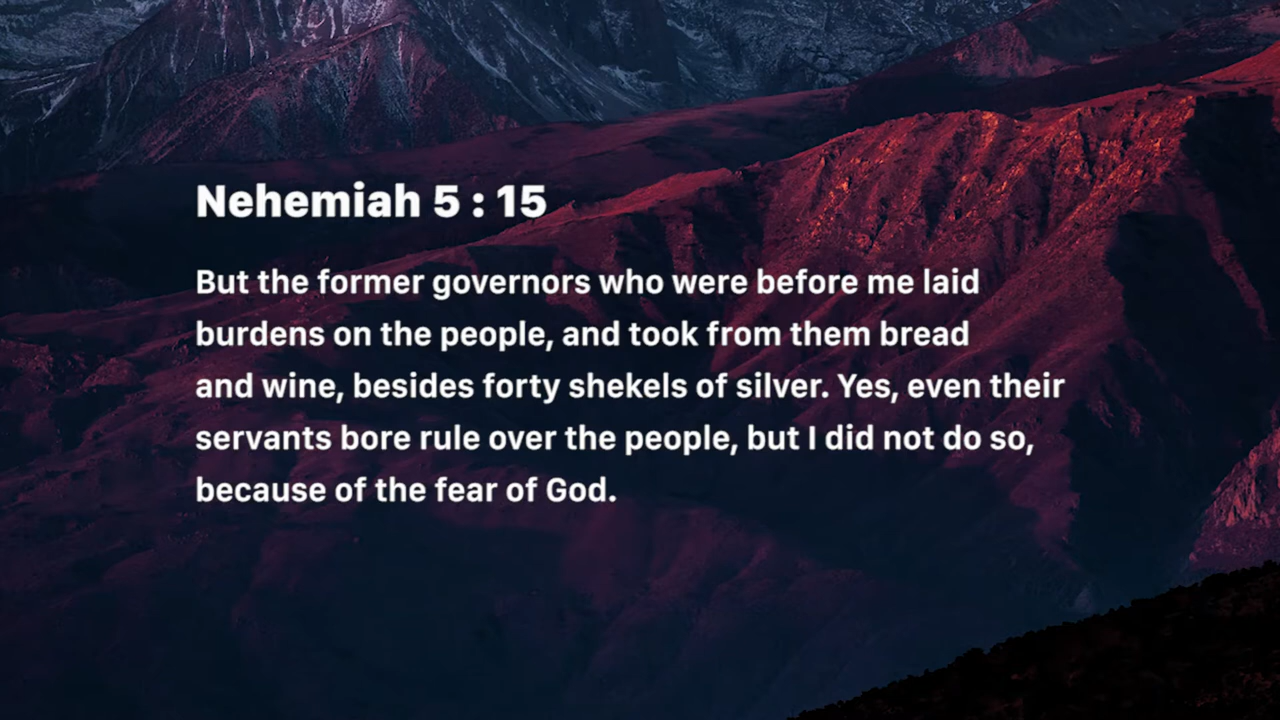 Nehemiah 5 : 15
But the former governors who were before me laid
burdens on the people, and took from them bread
and wine, besides forty shekels of silver. Yes, even their
servants bore rule over the people, but I did not do so,
because of the fear of God.